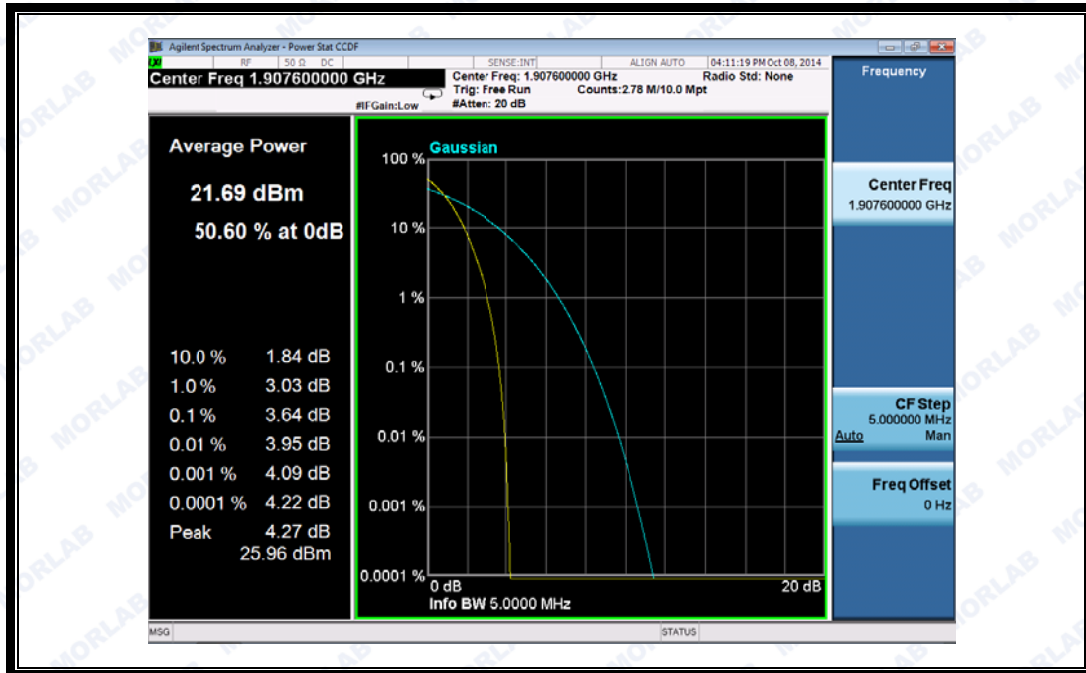 Agilent Spectrum Analyzer - Power Stat CCDF
LXI RF 50 Ω DC SENSE:INT ALIGN AUTO 04:11:19 PM Oct 08, 2014
Center Freq 1.907600000 GHz
#IFGain:Low
Center Freq: 1.907600000 GHz
Radio Std: None
Trig: Free Run
Counts:2.78 M/10.0 Mpt
#Atten: 20 dB
Average Power
21.69 dBm
50.60 % at 0dB
10.0 % 1.84 dB
1.0 % 3.03 dB
0.1 % 3.64 dB
0.01 % 3.95 dB
0.001 % 4.09 dB
0.0001 % 4.22 dB
Peak 4.27 dB
25.96 dBm
Gaussian
100 %
10 %
1 %
0.1 %
0.01 %
0.001 %
0.0001 %
0 dB
20 dB
Info BW 5.0000 MHz
Frequency
Center Freq
1.907600000 GHz
CF Step
5.000000 MHz
Auto Man
Freq Offset
0 Hz
MSG
STATUS
MORLAB